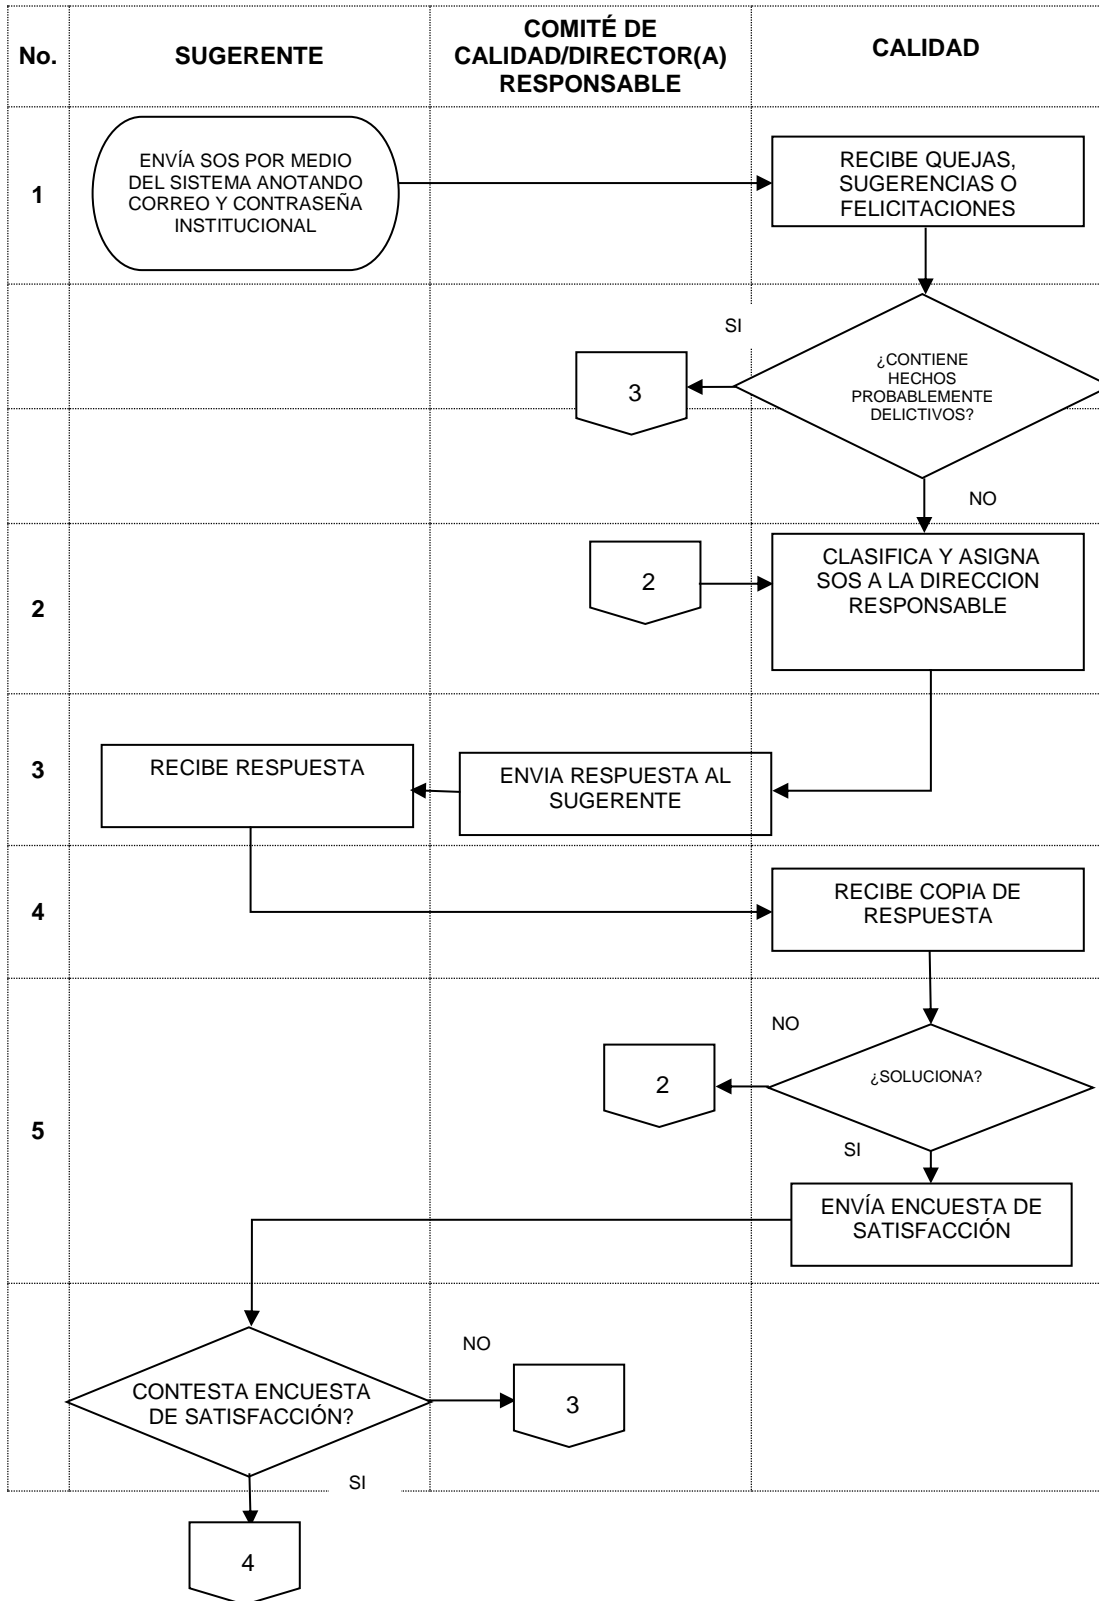 No.
SUGERENTE
COMITÉ DE
CALIDAD/DIRECTOR(A)
RESPONSABLE
CALIDAD
1
ENVÍA SOS POR MEDIO
DEL SISTEMA ANOTANDO
CORREO Y CONTRASEÑA
INSTITUCIONAL
RECIBE QUEJAS,
SUGERENCIAS O
FELICITACIONES
SI
3
¿CONTIENE
HECHOS
PROBABLEMENTE
DELICTIVOS?
NO
2
2
CLASIFICA Y ASIGNA
SOS A LA DIRECCION
RESPONSABLE
3
RECIBE RESPUESTA
ENVIA RESPUESTA AL
SUGERENTE
4
RECIBE COPIA DE
RESPUESTA
5
NO
2
¿SOLUCIONA?
SI
ENVÍA ENCUESTA DE
SATISFACCIÓN
CONTESTA ENCUESTA
DE SATISFACCIÓN?
NO
3
SI
4